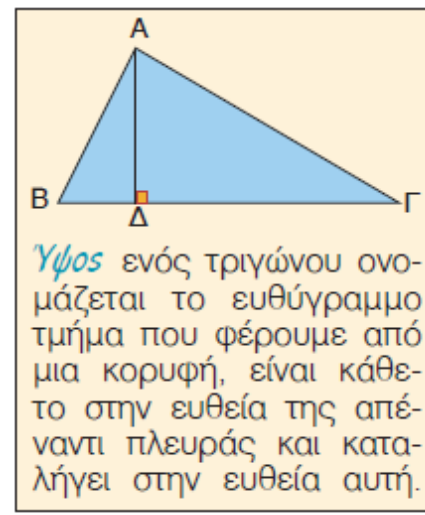 Α
Β
Δ
Γ
Ύψος ενός τριγώνου ονο-
μάζεται το ευθύγραμμο
τμήμα που φέρουμε από
μια κορυφή, είναι κάθε-
το στην ευθεία της απέ-
ναντι πλευράς και κατα-
λήγει στην ευθεία αυτή.